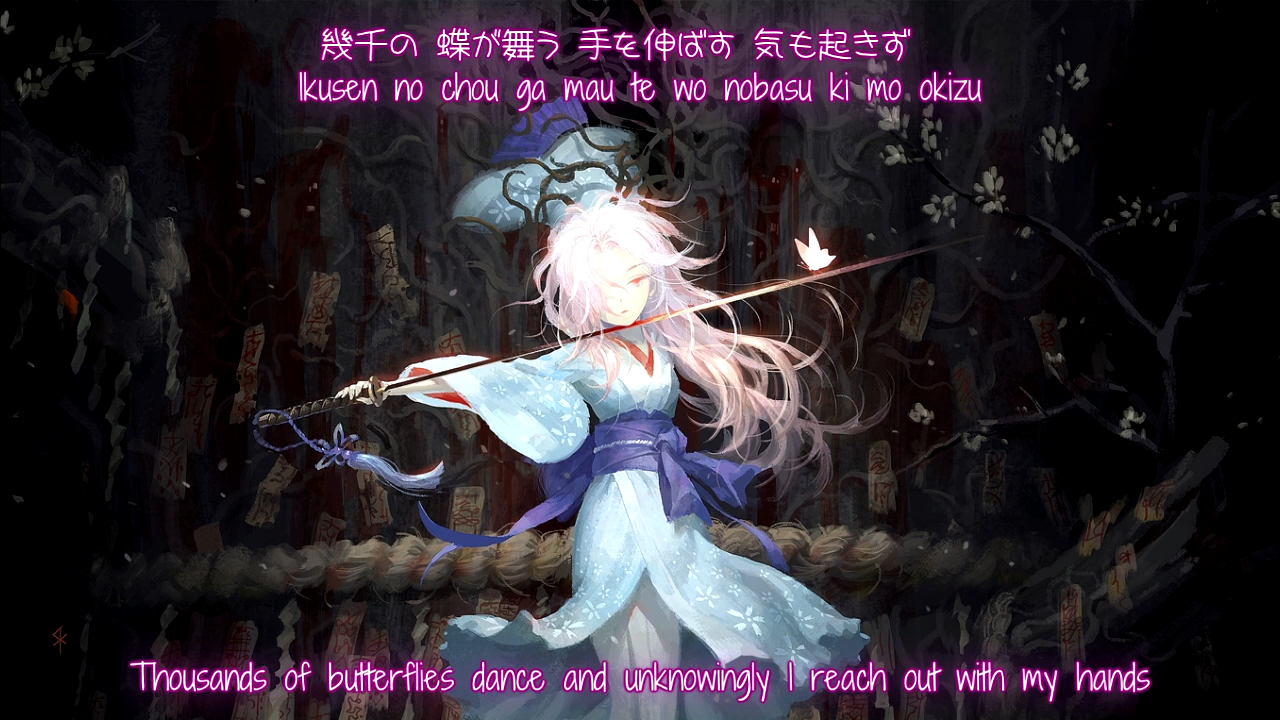 幾千の 蝶が舞う 手を伸ばす 気も起きず
Ikusen no chou ga mau te wo nobasu ki mo okizu
Thousands of butterflies dance and unknowingly I reach out with my hands